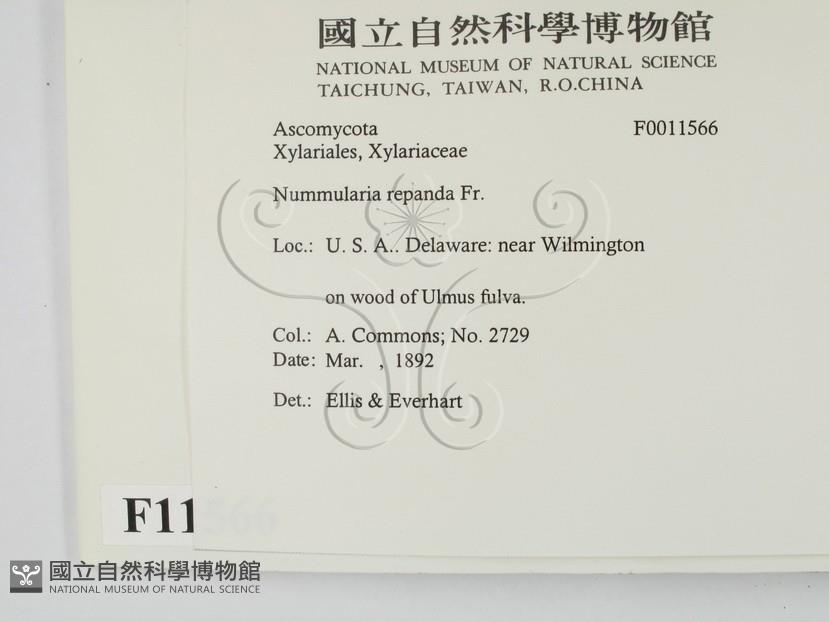 國立自然科學博物館
NATIONAL MUSEUM OF NATURAL SCIENCE
TAICHUNG, TAIWAN, R.O.CHINA
Ascomycota F0011566
Xylariales, Xylariaceae
Nummularia repanda Fr.
Loc.: U. S. A.. Delaware: near Wilmington
on wood of Ulmus fulva.
Col.: A. Commons; No. 2729
Date: Mar. , 1892
Det.: Ellis & Everhart
F11566
國立自然科學博物館
NATIONAL MUSEUM OF NATURAL SCIENCE